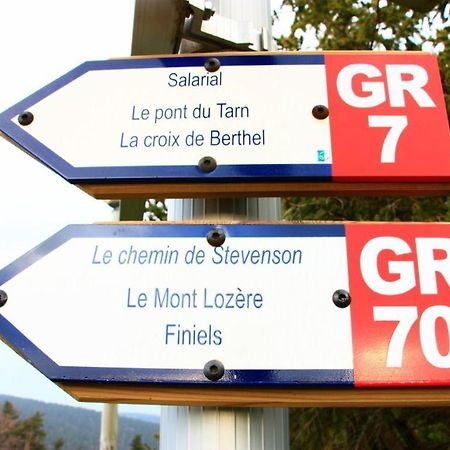 Salarial
Le pont du Tarn
La croix de Berthel
GR
7
Le chemin de Stevenson
Le Mont Lozère
Finiels
GR
70